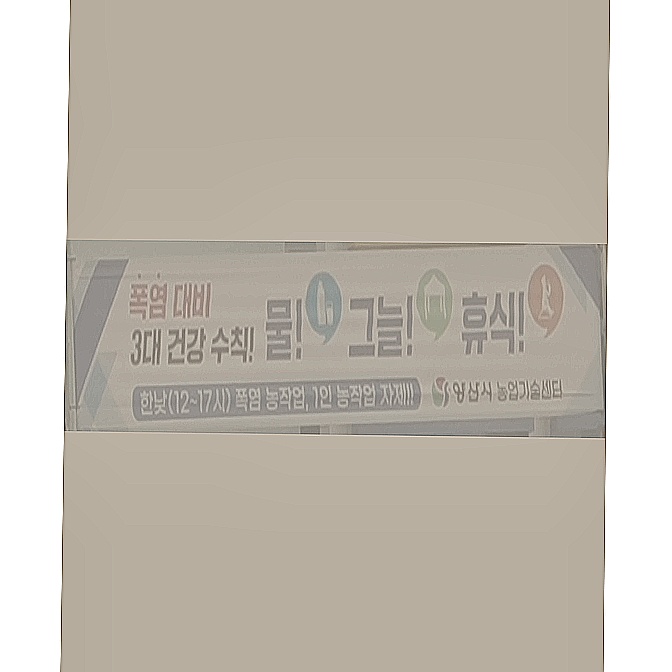 폭염 대비
3대 건강 수칙! 물! 그늘! 휴식!
한낮(12~17시) 폭염 농작업, 1인 농작업 자제!!
양산시 농업기술센터